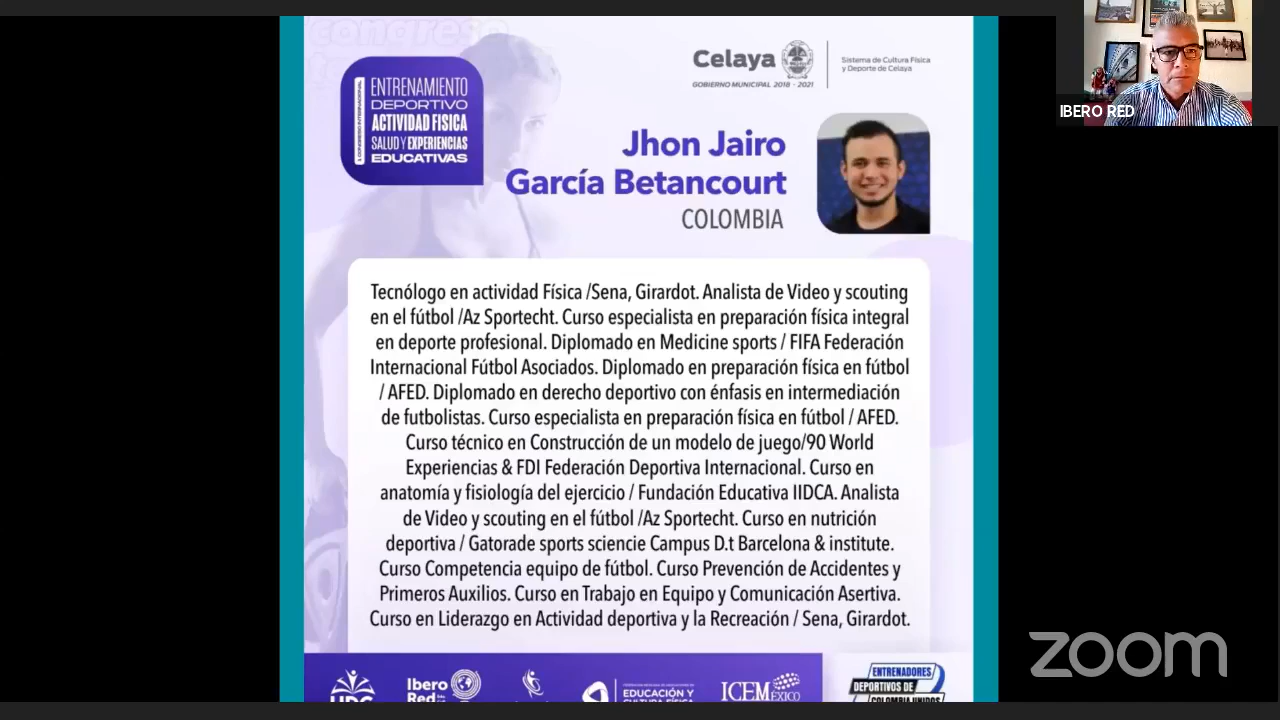 congreso
I CONGRESO INTERNACIONAL
ENTRENAMIENTO
DEPORTIVO
ACTIVIDAD FISICA
SALUD Y EXPERIENCIAS
EDUCATIVAS
Celaya
GOBIERNO MUNICIPAL 2018 - 2021
Sistema de Cultura Física
y Deporte de Celaya
IBERO RED
Jhon Jairo
García Betancourt
COLOMBIA
Tecnólogo en actividad Física /Sena, Girardot. Analista de Video y scouting
en el fútbol /Az Sportecht. Curso especialista en preparación física integral
en deporte profesional. Diplomado en Medicine sports / FIFA Federación
Internacional Fútbol Asociados. Diplomado en preparación física en fútbol
/ AFED. Diplomado en derecho deportivo con énfasis en intermediación
de futbolistas. Curso especialista en preparación física en fútbol / AFED.
Curso técnico en Construcción de un modelo de juego/90 World
Experiencias & FDI Federación Deportiva Internacional. Curso en
anatomía y fisiología del ejercicio / Fundación Educativa IIDCA. Analista
de Video y scouting en el fútbol /Az Sportecht. Curso en nutrición
deportiva / Gatorade sports sciencie Campus D.t Barcelona & institute.
Curso Competencia equipo de fútbol. Curso Prevención de Accidentes y
Primeros Auxilios. Curso en Trabajo en Equipo y Comunicación Asertiva.
Curso en Liderazgo en Actividad deportiva y la Recreación / Sena, Girardot.
Ibero
Red
EDUCACIÓN Y
CULTURA FÍSICA
ICEMÉXICO
ENTRENADORES
DEPORTIVOS DE
COLOMBIA UNIDOS
zoom